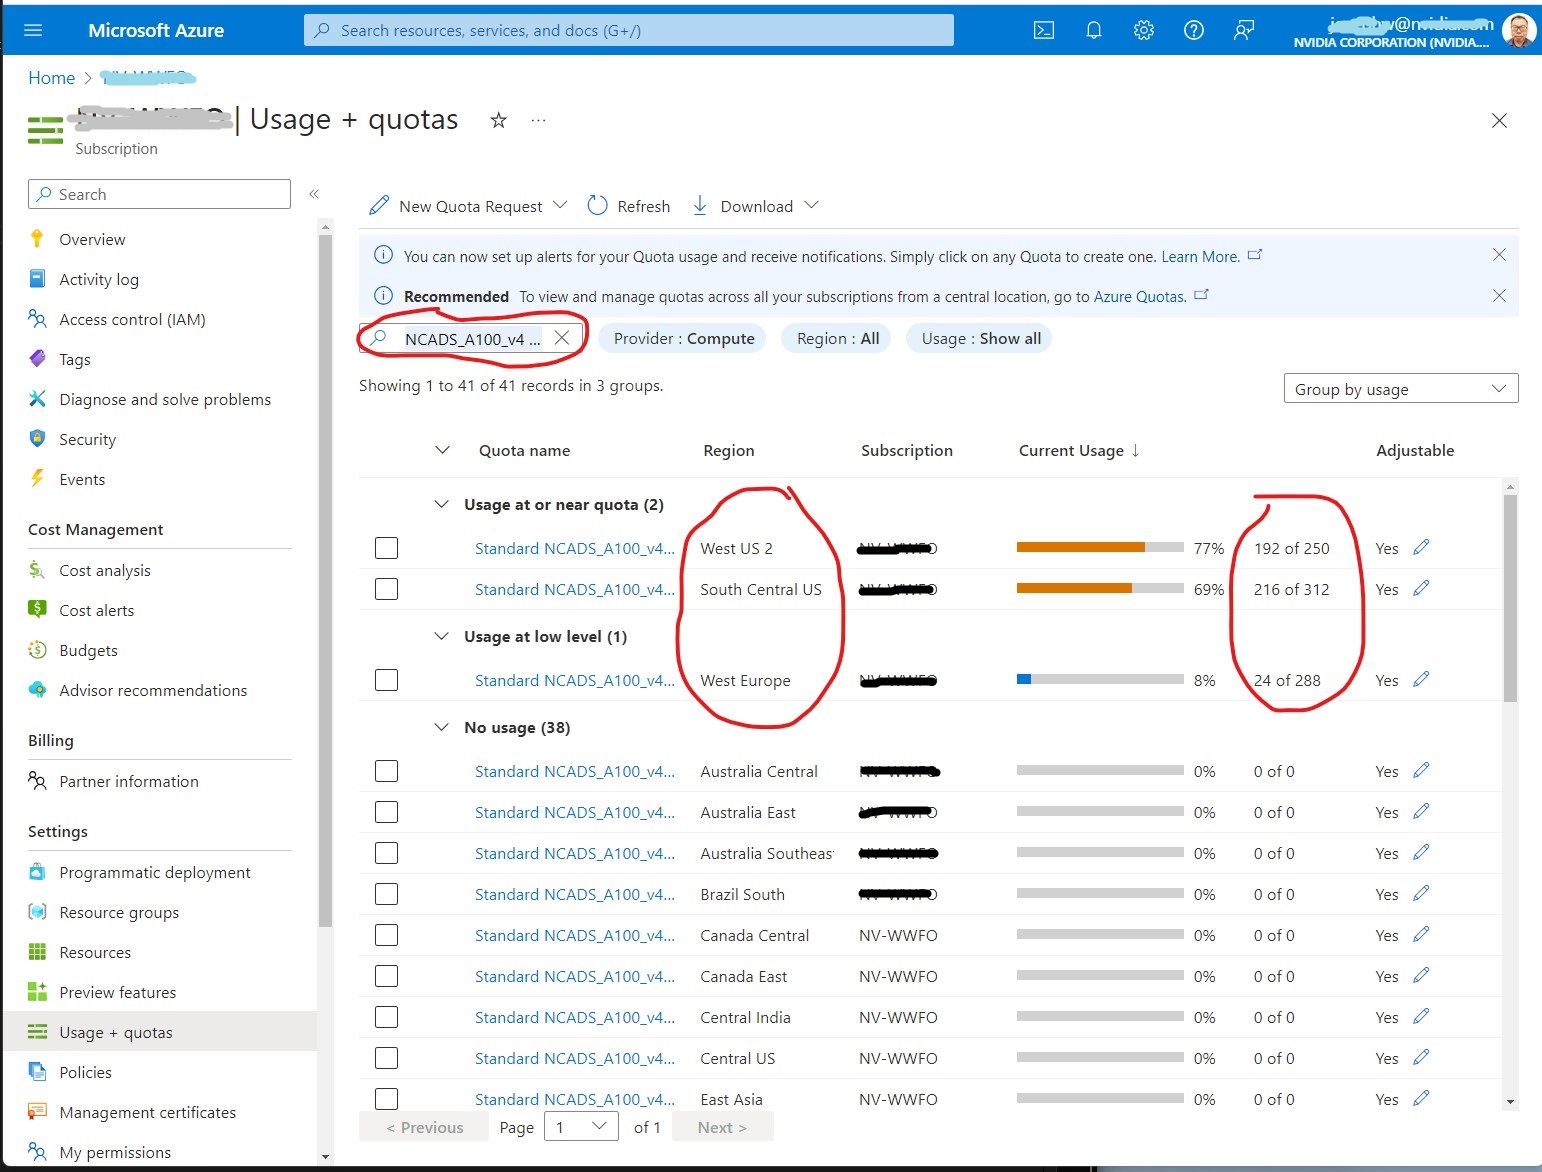 Microsoft Azure
Search resources, services, and docs (G+/)
NVIDIA CORPORATION (NVIDIA....
Home >
| Usage + quotas ...
Subscription
Search
«
New Quota Request
Refresh
Download
You can now set up alerts for your Quota usage and receive notifications. Simply click on any Quota to create one. Learn More.
Recommended To view and manage quotas across all your subscriptions from a central location, go to Azure Quotas.
NCADS_A100_v4 ...
Provider : Compute
Region : All
Usage : Show all
Showing 1 to 41 of 41 records in 3 groups.
Group by usage
Quota name Region Subscription Current Usage ↓ Adjustable
Usage at or near quota (2)
Standard NCADS_A100_v4... West US 2 77% 192 of 250 Yes
Standard NCADS_A100_v4... South Central US 69% 216 of 312 Yes
Usage at low level (1)
Standard NCADS_A100_v4... West Europe 8% 24 of 288 Yes
No usage (38)
Standard NCADS_A100_v4... Australia Central 0% 0 of 0 Yes
Standard NCADS_A100_v4... Australia East 0% 0 of 0 Yes
Standard NCADS_A100_v4... Australia Southeas 0% 0 of 0 Yes
Standard NCADS_A100_v4... Brazil South 0% 0 of 0 Yes
Standard NCADS_A100_v4... Canada Central NV-WWFO 0% 0 of 0 Yes
Standard NCADS_A100_v4... Canada East NV-WWFO 0% 0 of 0 Yes
Standard NCADS_A100_v4... Central India NV-WWFO 0% 0 of 0 Yes
Standard NCADS_A100_v4... Central US NV-WWFO 0% 0 of 0 Yes
Standard NCADS_A100_v4... East Asia NV-WWFO 0% 0 of 0 Yes
< Previous Page 1 of 1 Next >
Overview
Activity log
Access control (IAM)
Tags
Diagnose and solve problems
Security
Events
Cost Management
Cost analysis
Cost alerts
Budgets
Advisor recommendations
Billing
Partner information
Settings
Programmatic deployment
Resource groups
Resources
Preview features
Usage + quotas
Policies
Management certificates
My permissions